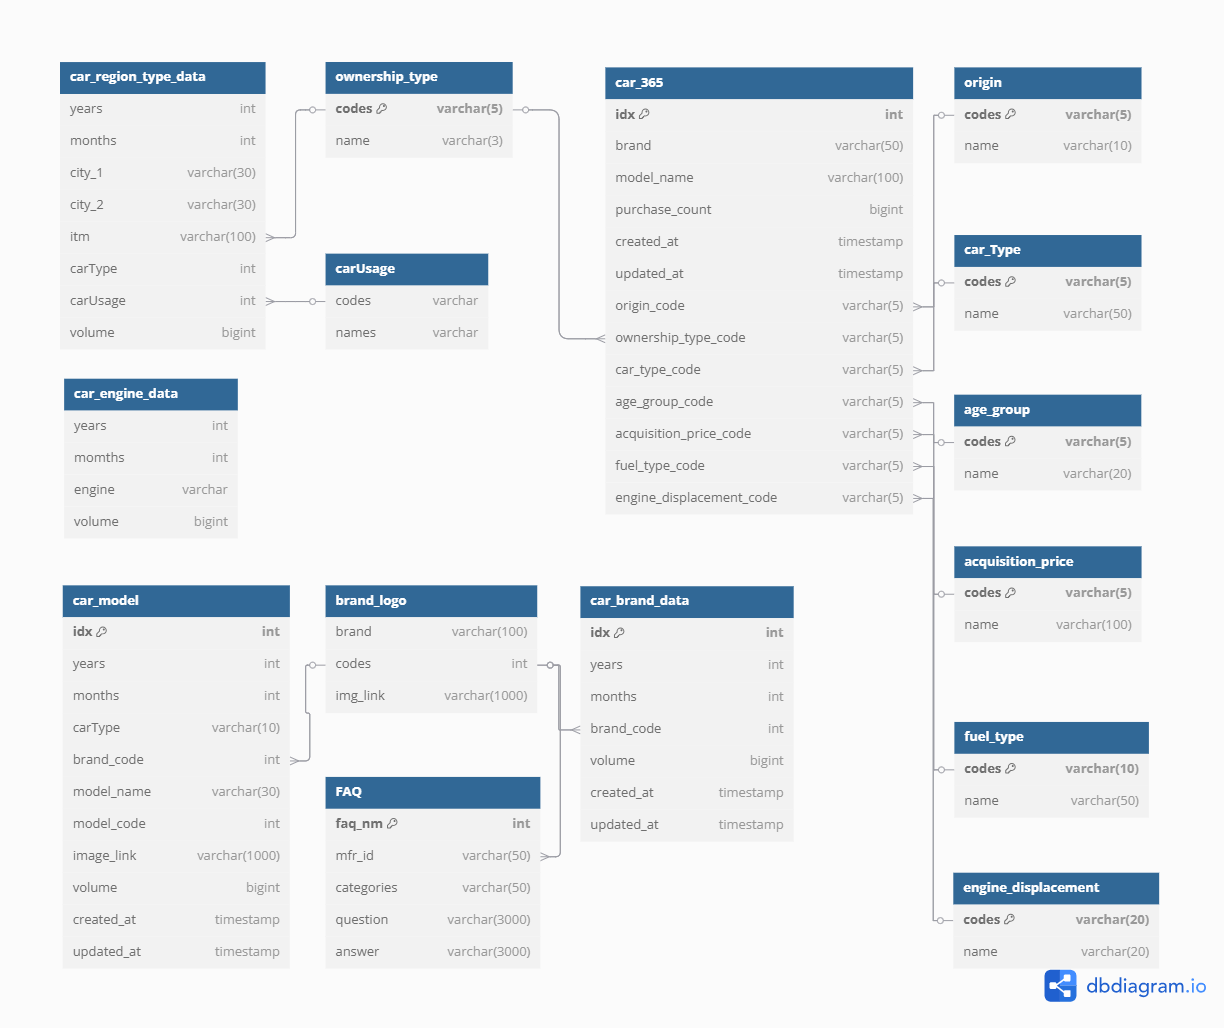 car_region_type_data
years int
months int
city_1 varchar(30)
city_2 varchar(30)
itm varchar(100)
carType int
carUsage int
volume bigint
ownership_type
codes varchar(5)
name varchar(3)
carUsage
codes varchar
names varchar
car_365
idx int
brand varchar(50)
model_name varchar(100)
purchase_count bigint
created_at timestamp
updated_at timestamp
origin_code varchar(5)
ownership_type_code varchar(5)
car_type_code varchar(5)
age_group_code varchar(5)
acquisition_price_code varchar(5)
fuel_type_code varchar(5)
engine_displacement_code varchar(5)
origin
codes varchar(5)
name varchar(10)
car_Type
codes varchar(5)
name varchar(50)
age_group
codes varchar(5)
name varchar(20)
acquisition_price
codes varchar(5)
name varchar(100)
fuel_type
codes varchar(10)
name varchar(50)
engine_displacement
codes varchar(20)
name varchar(20)
car_engine_data
years int
momths int
engine varchar
volume bigint
car_model
idx int
years int
months int
carType varchar(10)
brand_code int
model_name varchar(30)
model_code int
image_link varchar(1000)
volume bigint
created_at timestamp
updated_at timestamp
brand_logo
brand varchar(100)
codes int
img_link varchar(1000)
FAQ
faq_nm int
mfr_id varchar(50)
categories varchar(50)
question varchar(3000)
answer varchar(3000)
car_brand_data
idx int
years int
months int
brand_code int
volume bigint
created_at timestamp
updated_at timestamp
dbdiagram.io